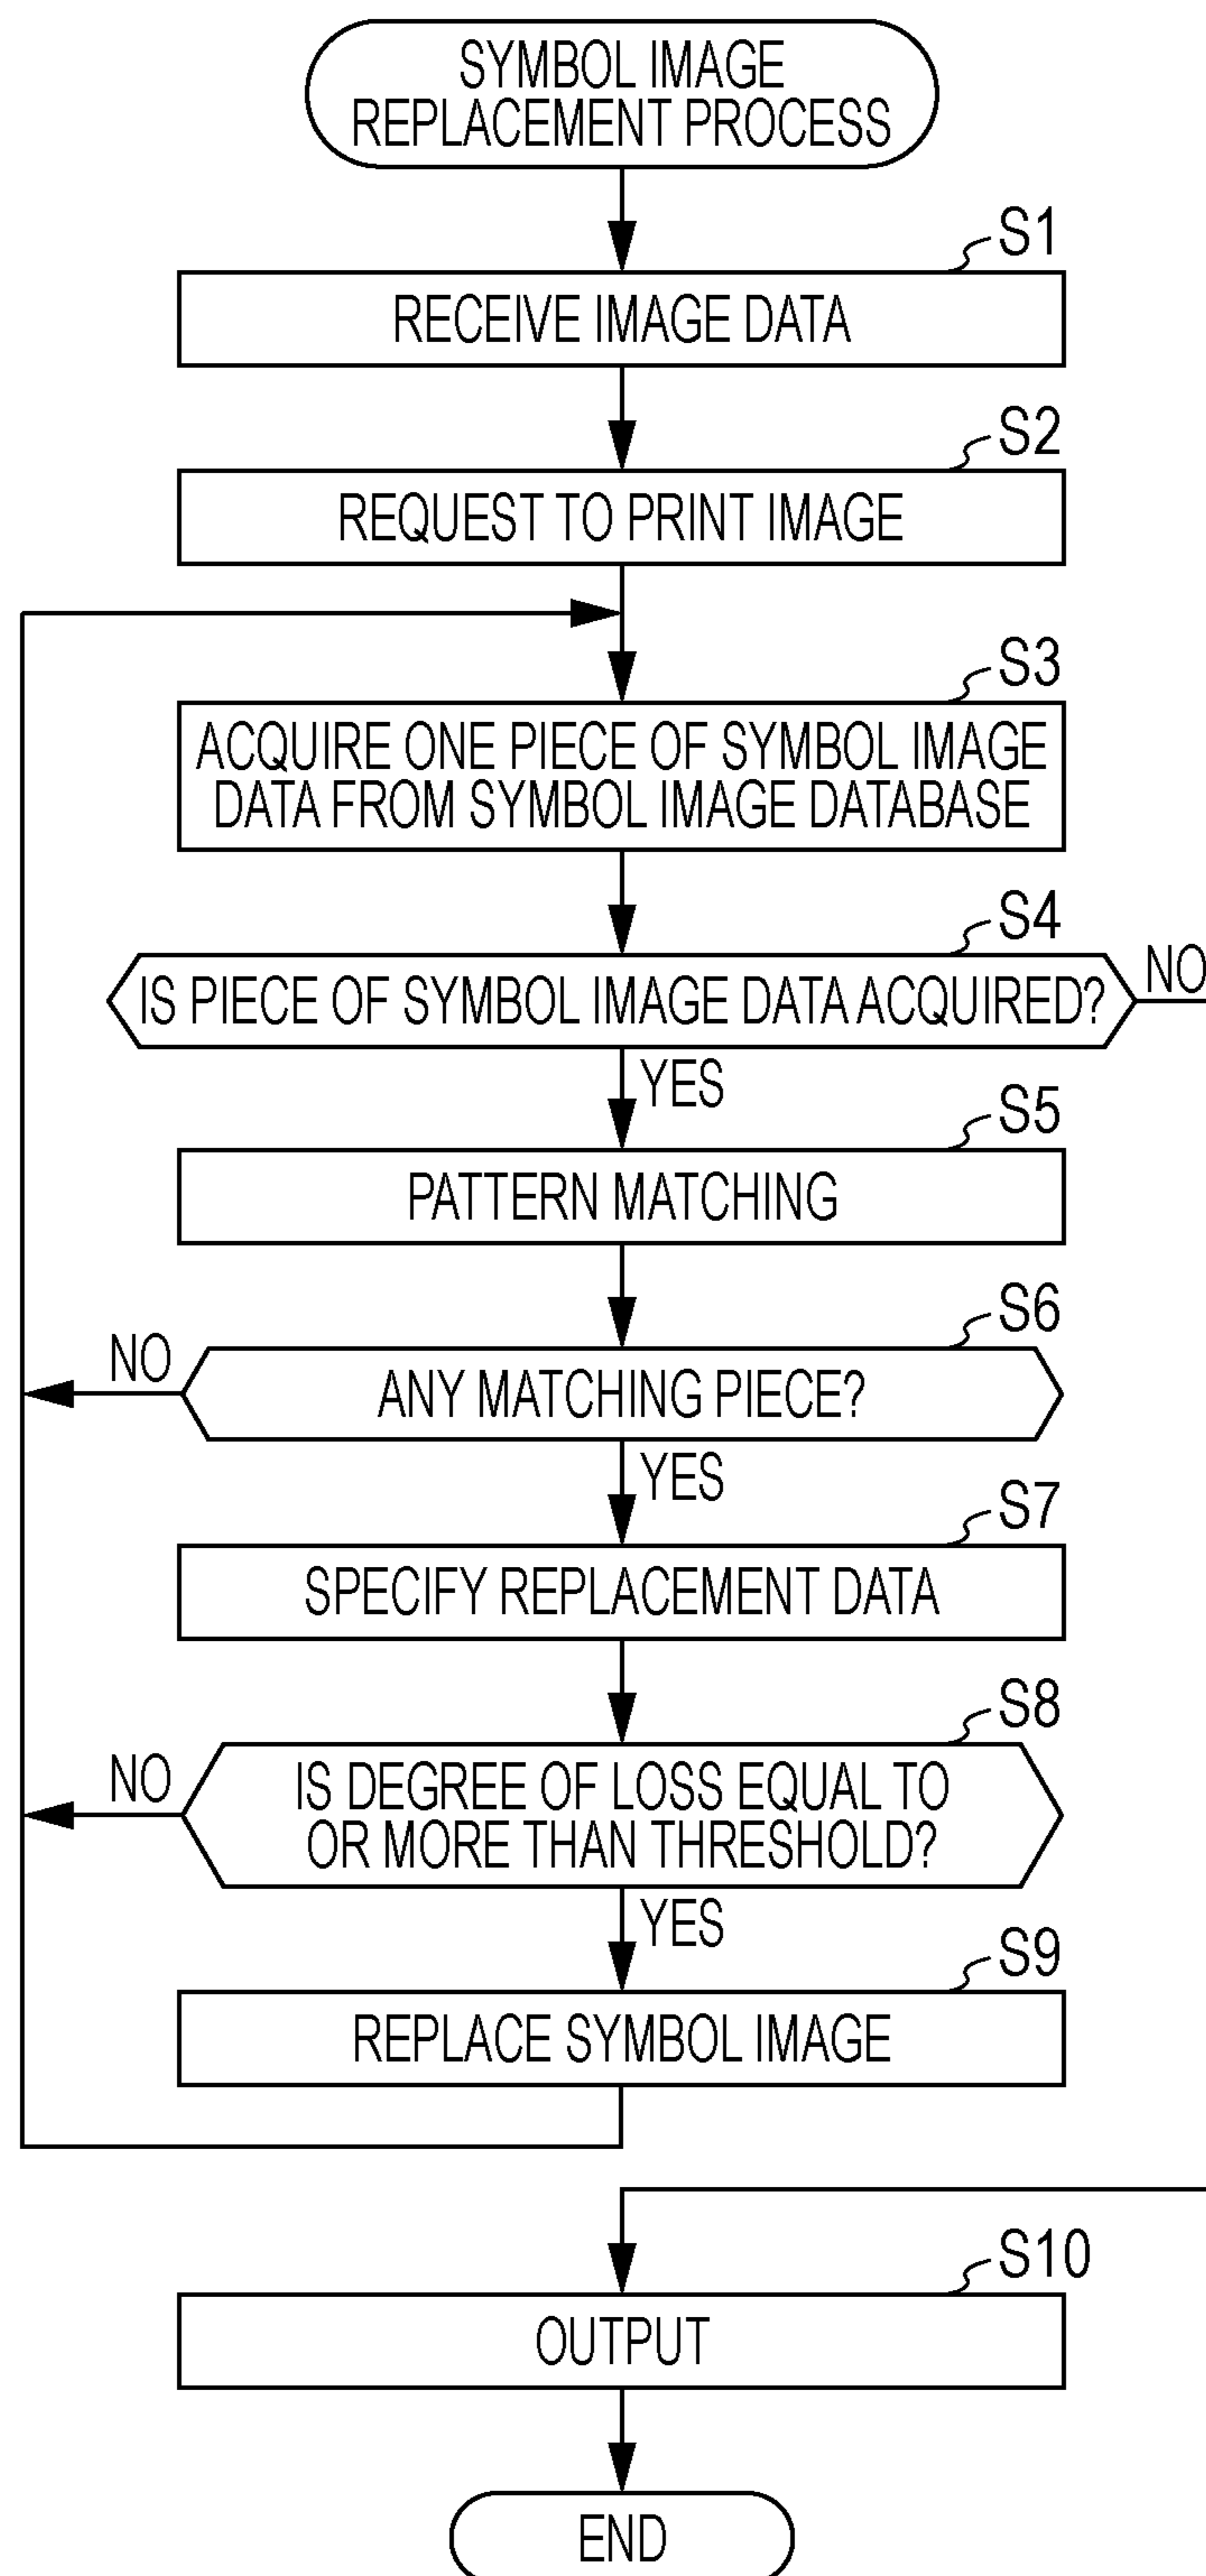 SYMBOL IMAGE
REPLACEMENT PROCESS
S1
RECEIVE IMAGE DATA
S2
REQUEST TO PRINT IMAGE
S3
ACQUIRE ONE PIECE OF SYMBOL IMAGE
DATA FROM SYMBOL IMAGE DATABASE
S4
IS PIECE OF SYMBOL IMAGE DATA ACQUIRED?
NO
YES
S5
PATTERN MATCHING
S6
NO
ANY MATCHING PIECE?
YES
S7
SPECIFY REPLACEMENT DATA
S8
NO
IS DEGREE OF LOSS EQUAL TO
OR MORE THAN THRESHOLD?
YES
S9
REPLACE SYMBOL IMAGE
S10
OUTPUT
END